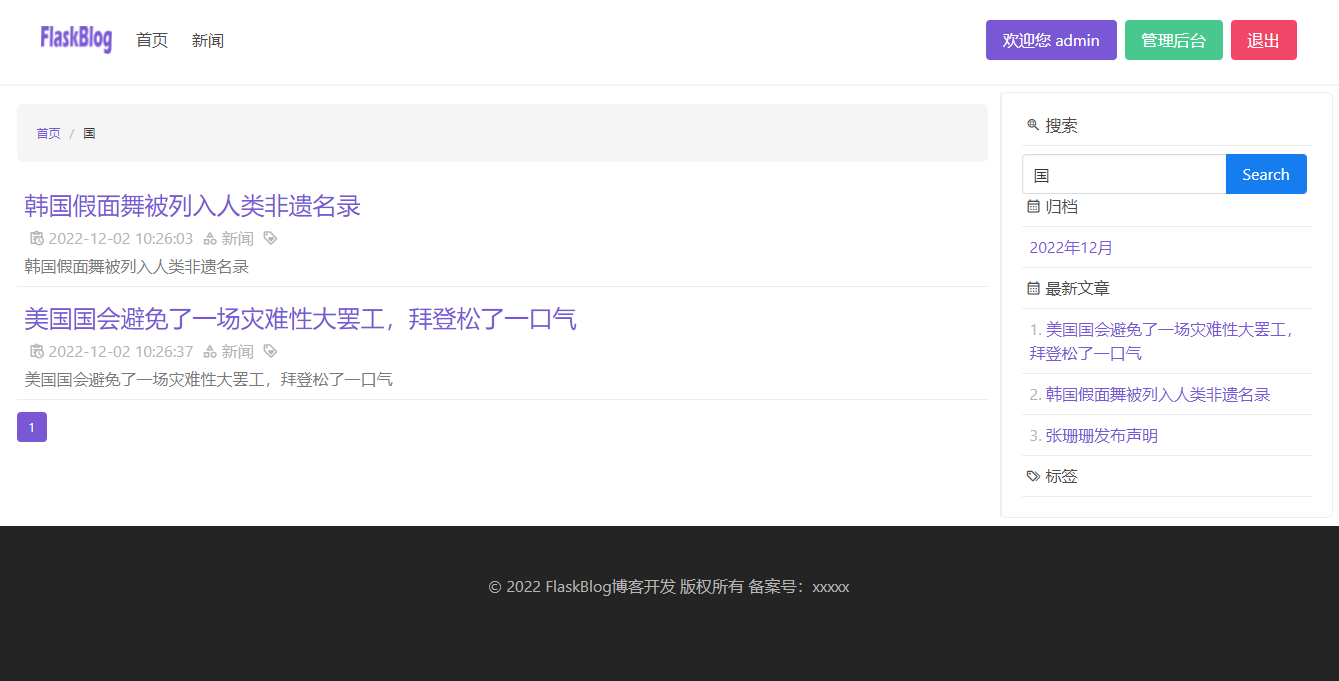 FlaskBlog 首页 新闻 欢迎您 admin 管理后台 退出
首页 / 国
韩国假面舞被列入人类非遗名录
2022-12-02 10:26:03 新闻
韩国假面舞被列入人类非遗名录
美国国会避免了一场灾难性大罢工，拜登松了一口气
2022-12-02 10:26:37 新闻
美国国会避免了一场灾难性大罢工，拜登松了一口气
1
搜索
国 Search
归档
2022年12月
最新文章
1. 美国国会避免了一场灾难性大罢工，
拜登松了一口气
2. 韩国假面舞被列入人类非遗名录
3. 张珊珊发布声明
标签
© 2022 FlaskBlog博客开发 版权所有 备案号：xxxxx